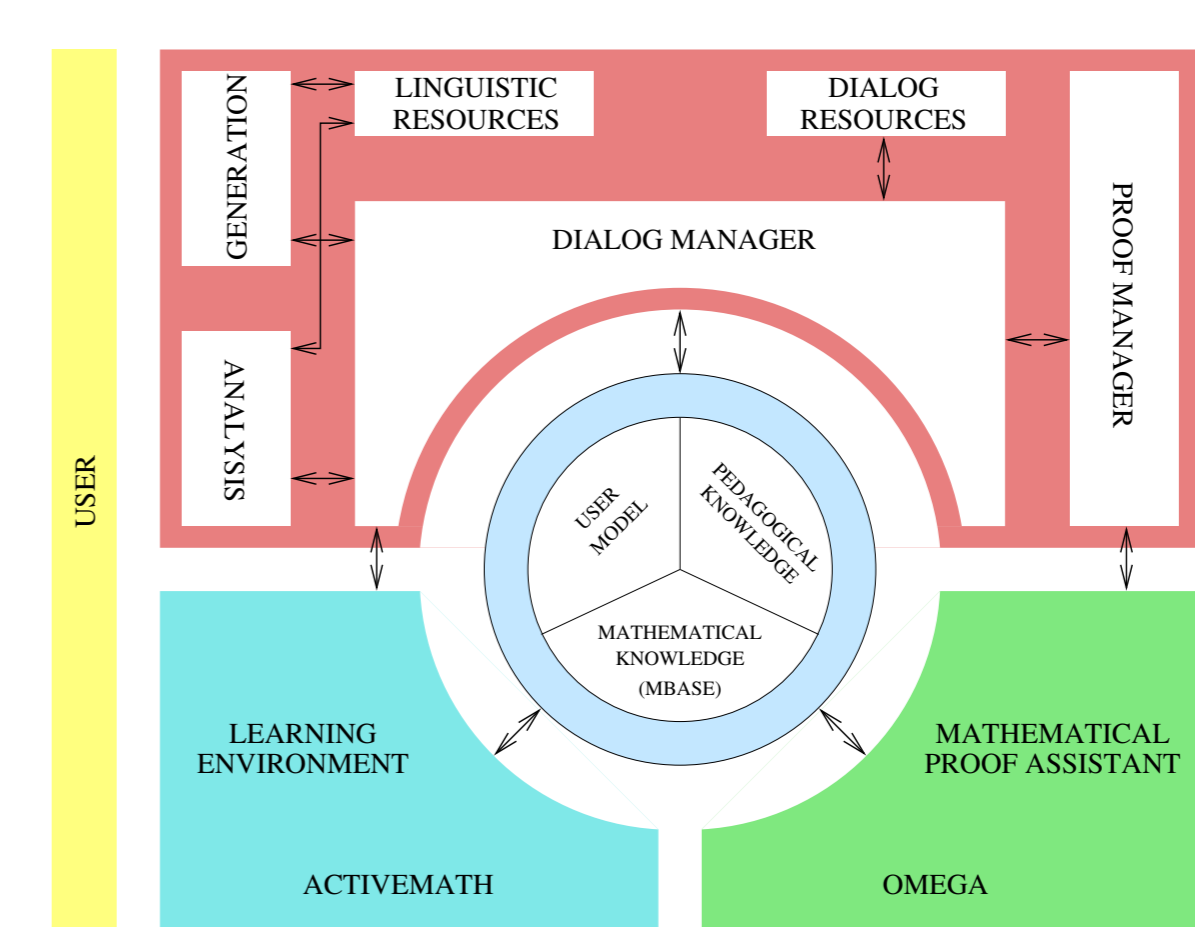 USER
GENERATION
LINGUISTIC
RESOURCES
DIALOG
RESOURCES
PROOF MANAGER
DIALOG MANAGER
ANALYSIS
USER
MODEL
PEDAGOGICAL
KNOWLEDGE
MATHEMATICAL
KNOWLEDGE
(MBASE)
LEARNING
ENVIRONMENT
ACTIVEMATH
MATHEMATICAL
PROOF ASSISTANT
OMEGA